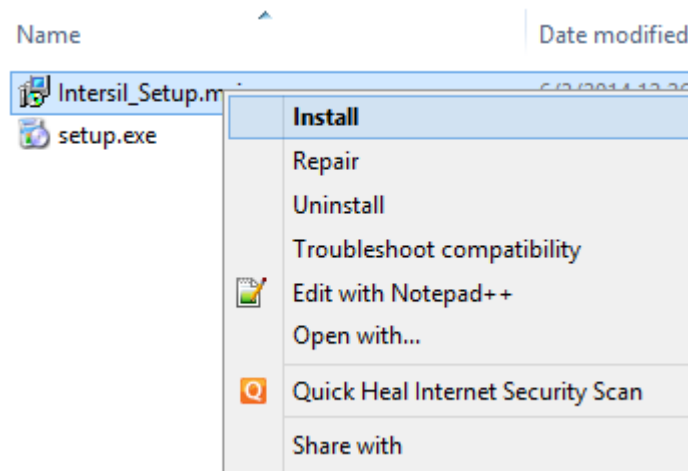 Name Date modified
Intersil_Setup.m
setup.exe
Install
Repair
Uninstall
Troubleshoot compatibility
Edit with Notepad++
Open with...
Quick Heal Internet Security Scan
Share with